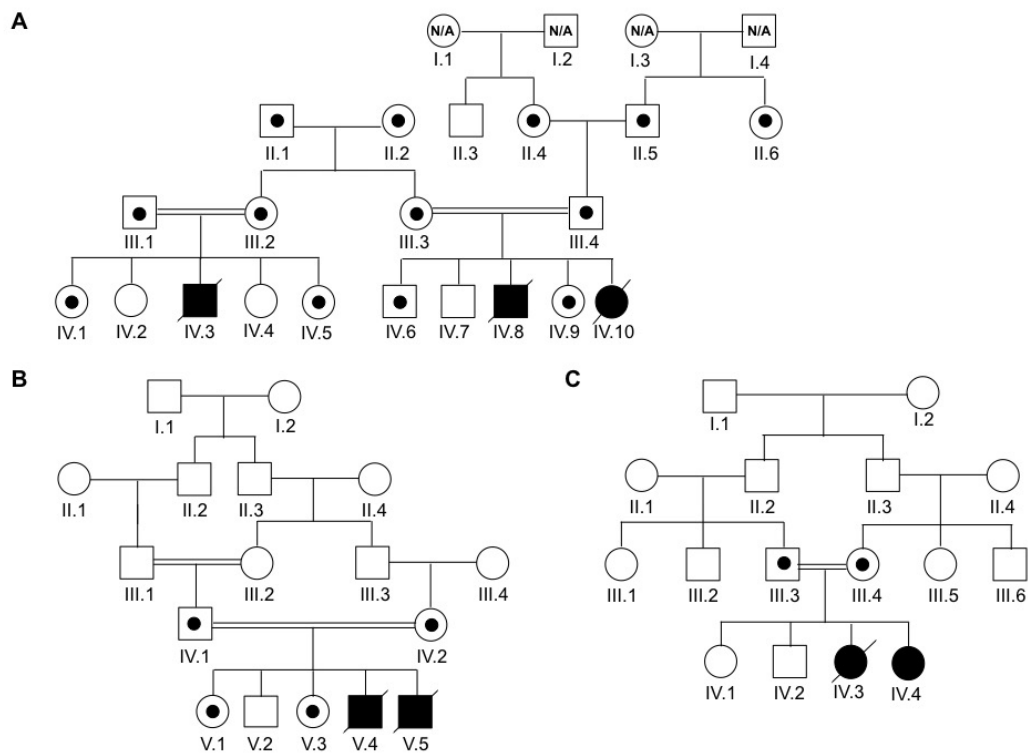 A
N/A N/A N/A N/A
I.1 I.2 I.3 I.4
II.1 II.2 II.3 II.4 II.5 II.6
III.1 III.2 III.3 III.4
IV.1 IV.2 IV.3 IV.4 IV.5 IV.6 IV.7 IV.8 IV.9 IV.10
B
I.1 I.2
II.1 II.2 II.3 II.4
III.1 III.2 III.3 III.4
IV.1 IV.2
V.1 V.2 V.3 V.4 V.5
C
I.1 I.2
II.1 II.2 II.3 II.4
III.1 III.2 III.3 III.4 III.5 III.6
IV.1 IV.2 IV.3 IV.4